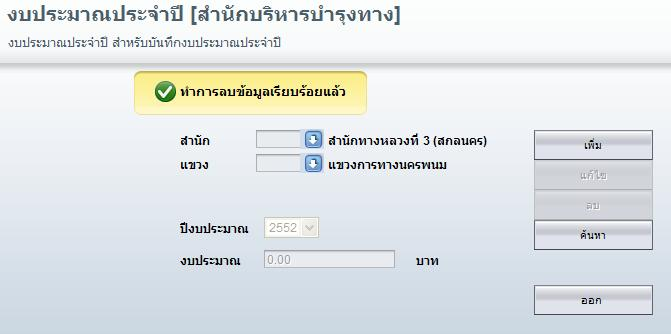 งบประมาณประจำปี [สำนักบริหารบำรุงทาง]
งบประมาณประจำปี สำหรับบันทึกงบประมาณประจำปี
ทำการลบข้อมูลเรียบร้อยแล้ว
สำนัก สำนักทางหลวงที่ 3 (สกลนคร) เพิ่ม
แขวง แขวงการทางนครพนม
แก้ไข
ลบ
ปีงบประมาณ 2552 ค้นหา
งบประมาณ 0.00 บาท
ออก